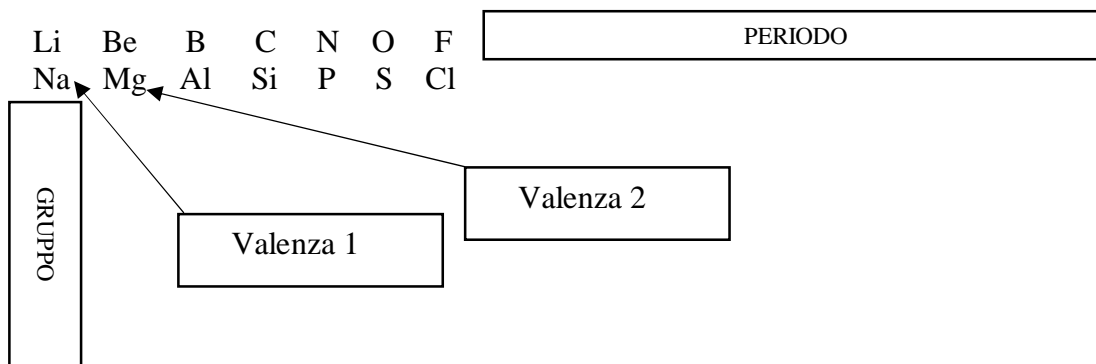 PERIODO
Li Be B C N O F
Na Mg Al Si P S Cl
GRUPPO
Valenza 2
Valenza 1